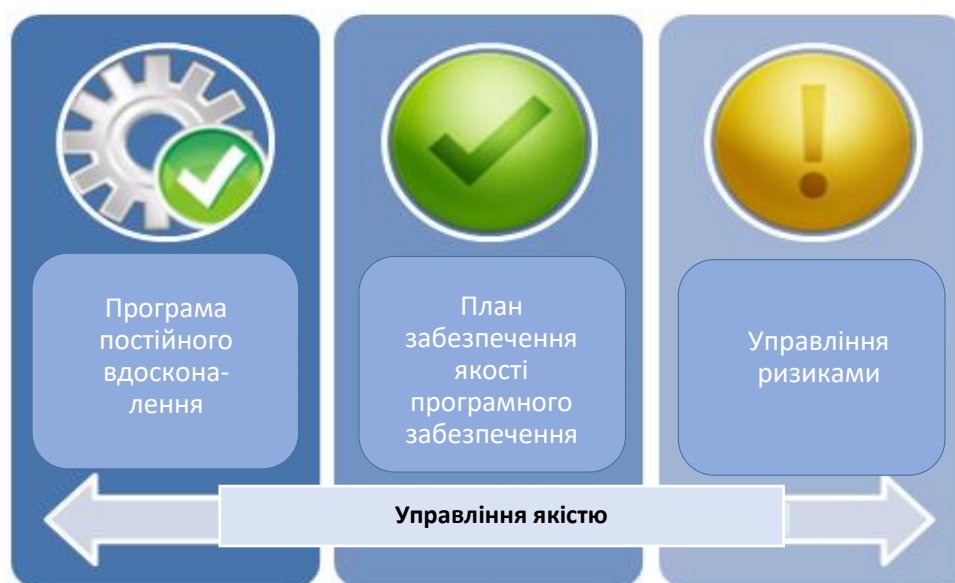 Програма
постійного
вдоскона-
лення
План
забезпечення
якості
програмного
забезпечення
Управління
ризиками
Управління якістю